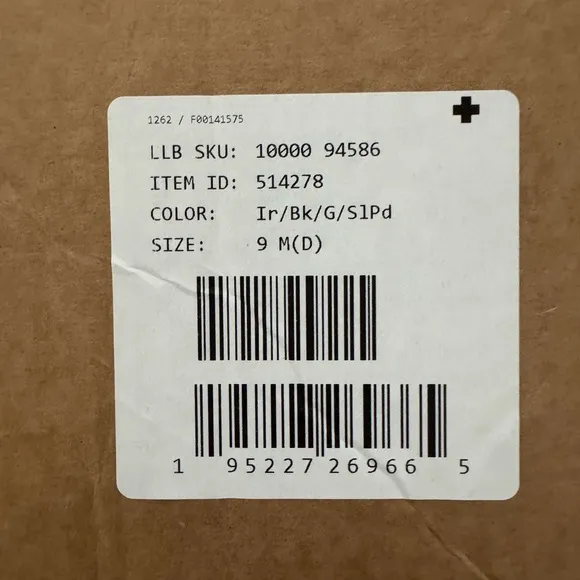 1262 / F00141575
LLB SKU: 10000 94586
ITEM ID: 514278
COLOR: Ir/Bk/G/SlPd
SIZE: 9 M(D)
1 95227 26966 5